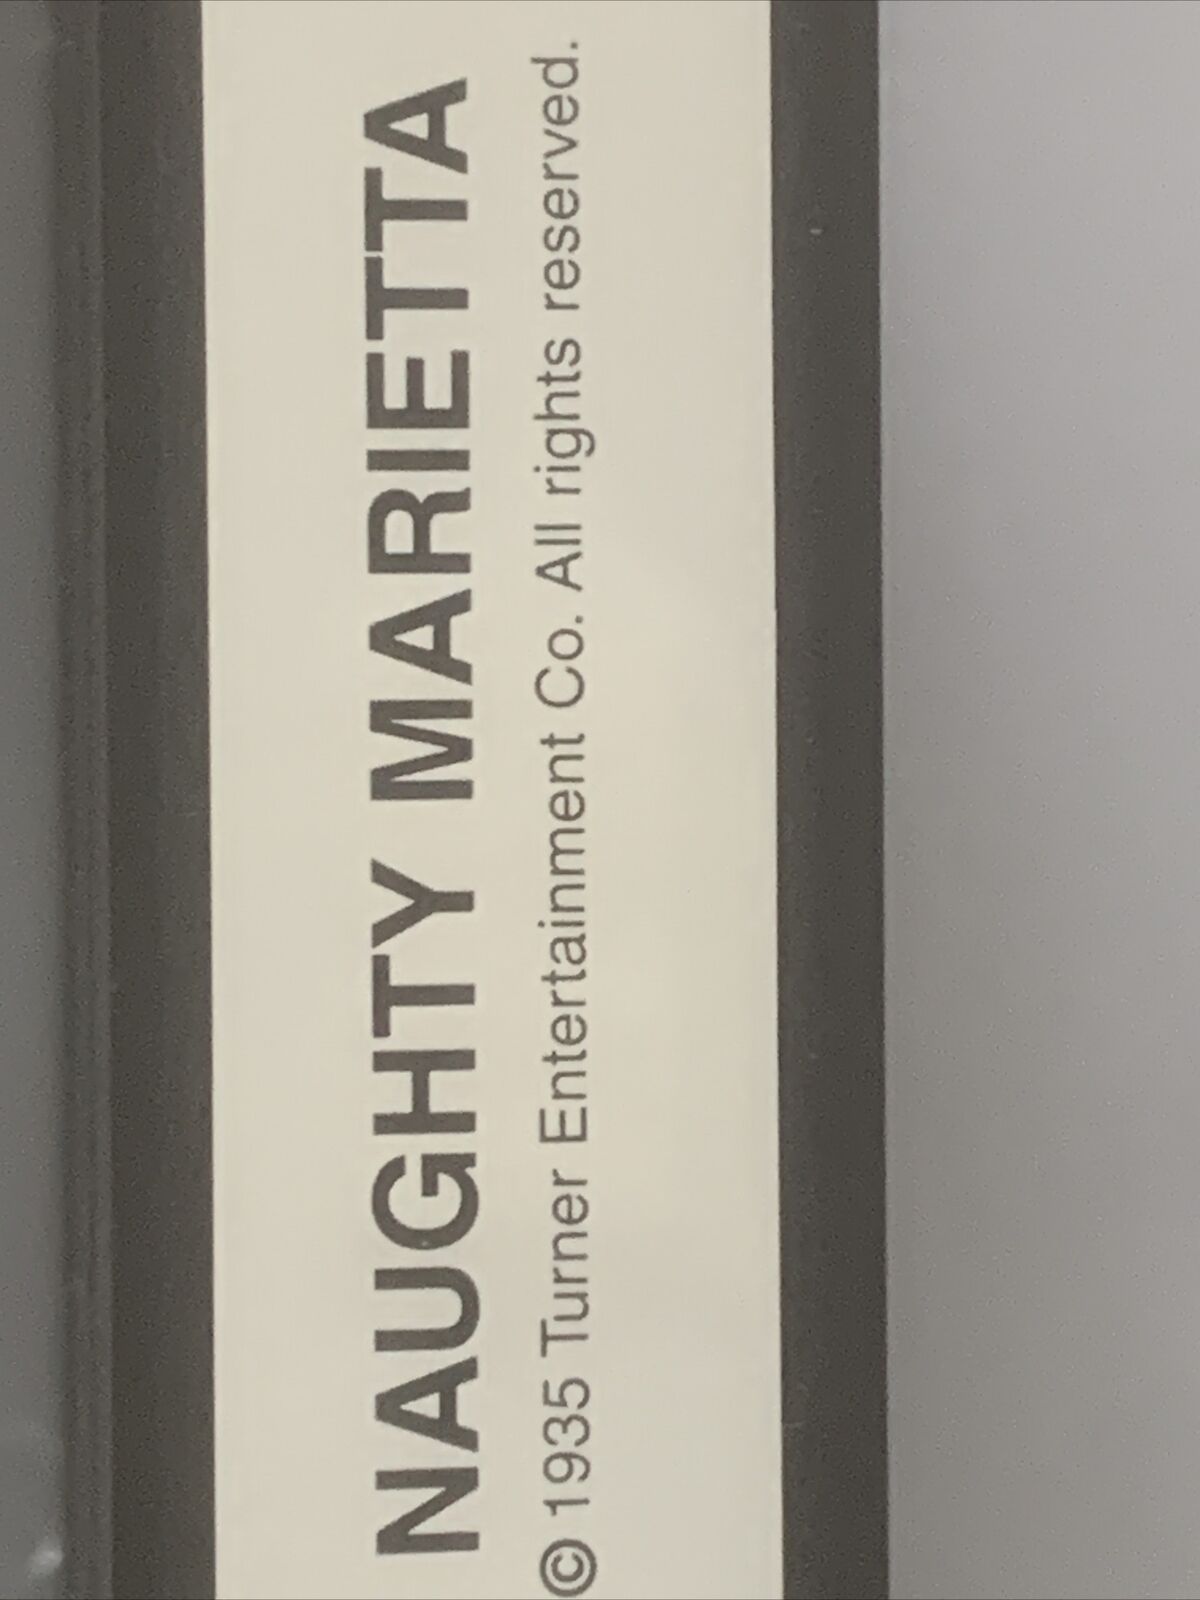 NAUGHTY MARIETTA
© 1935 Turner Entertainment Co. All rights reserved.